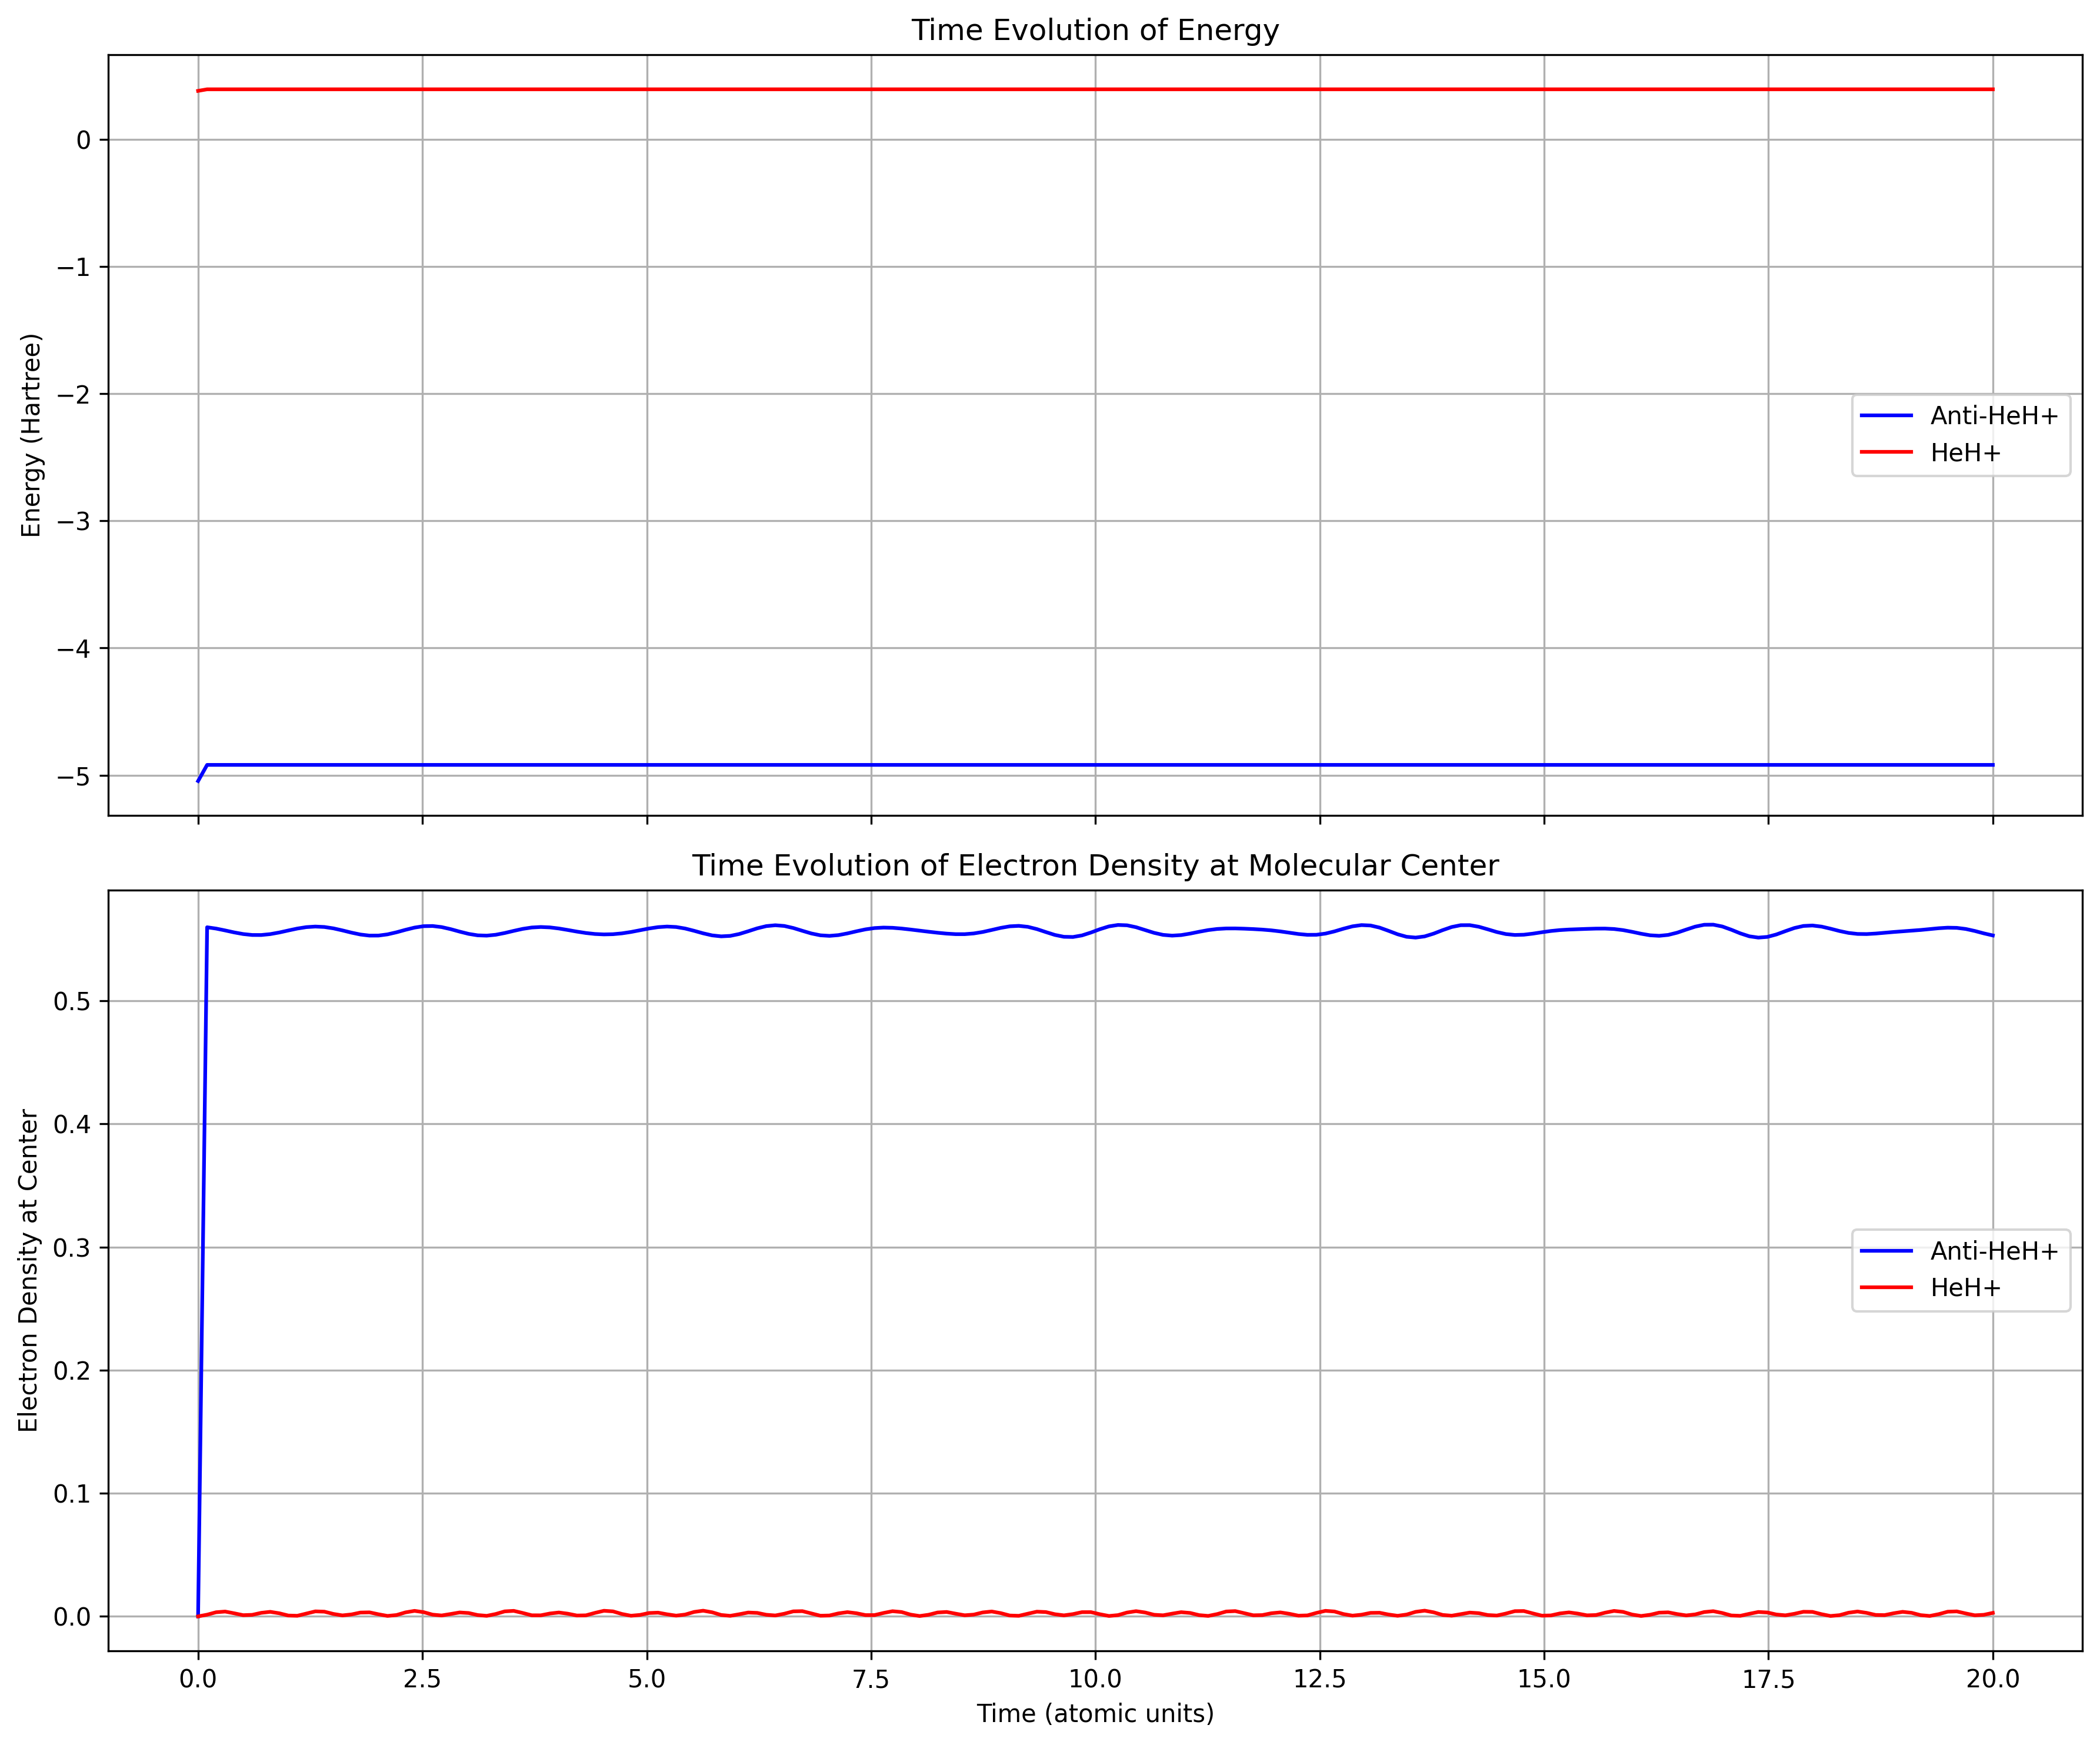 Time Evolution of Energy
Energy (Hartree)
0
−1
−2
−3
−4
−5
Anti-HeH+
HeH+
Time Evolution of Electron Density at Molecular Center
Electron Density at Center
0.5
0.4
0.3
0.2
0.1
0.0
Anti-HeH+
HeH+
0.0 2.5 5.0 7.5 10.0 12.5 15.0 17.5 20.0
Time (atomic units)